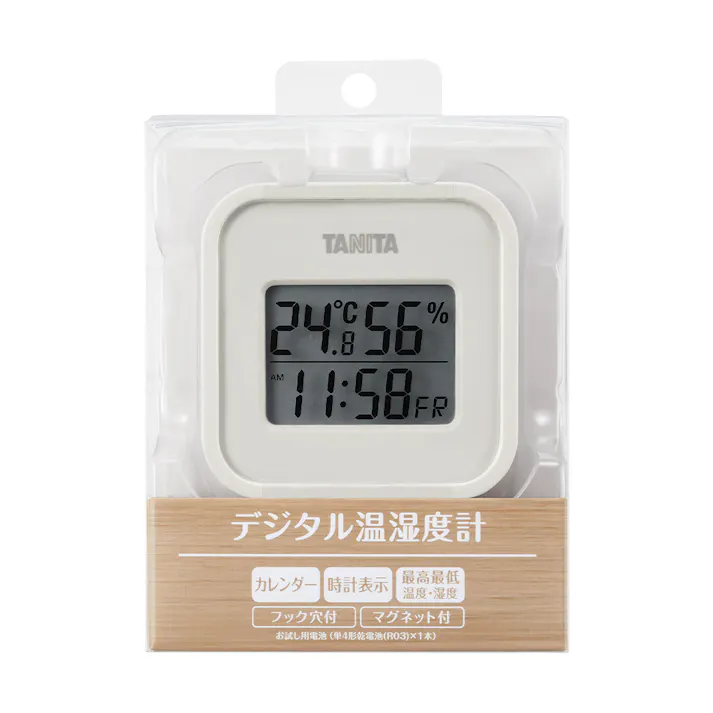 TANITA
24.8℃ 56%
AM 11:58 FR
デジタル温湿度計
カレンダー 時計表示 最高最低
温度・湿度
フック穴付 マグネット付
お試し用電池(単4形乾電池(R03)×1本)